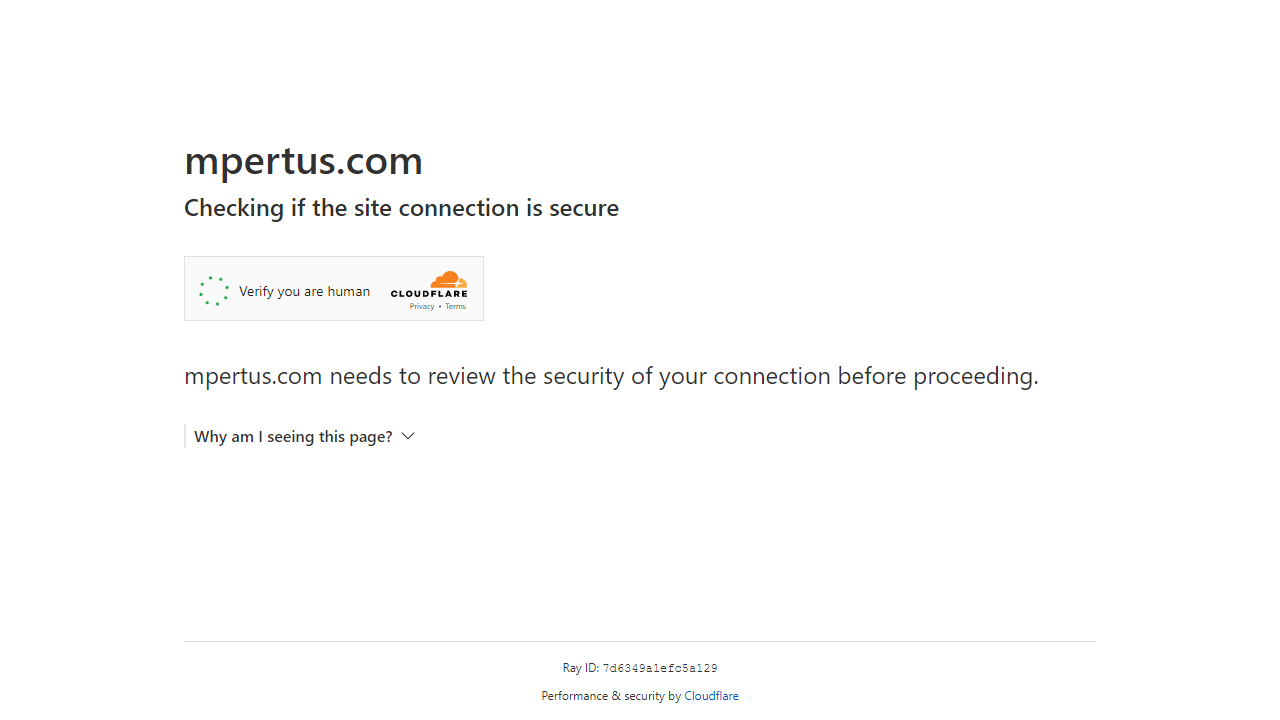 mpertus.com
Checking if the site connection is secure
Verify you are human
CLOUDFLARE
Privacy • Terms
mpertus.com needs to review the security of your connection before proceeding.
Why am I seeing this page?
Ray ID: 7d6349a1efc5a129
Performance & security by Cloudflare